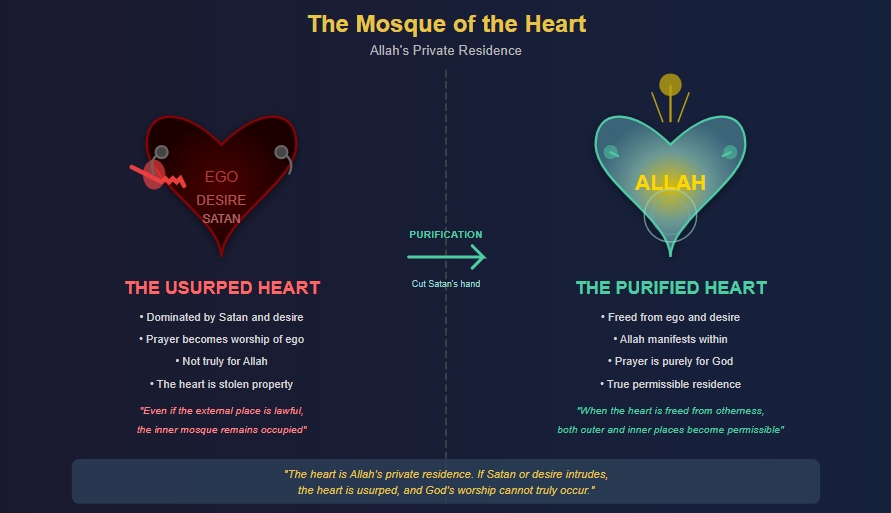 The Mosque of the Heart
Allah's Private Residence
EGO
DESIRE
SATAN
ALLAH
PURIFICATION
Cut Satan's hand
THE USURPED HEART
• Dominated by Satan and desire
• Prayer becomes worship of ego
• Not truly for Allah
• The heart is stolen property
"Even if the external place is lawful,
the inner mosque remains occupied"
THE PURIFIED HEART
• Freed from ego and desire
• Allah manifests within
• Prayer is purely for God
• True permissible residence
"When the heart is freed from otherness,
both outer and inner places become permissible"
"The heart is Allah's private residence. If Satan or desire intrudes,
the heart is usurped, and God's worship cannot truly occur."